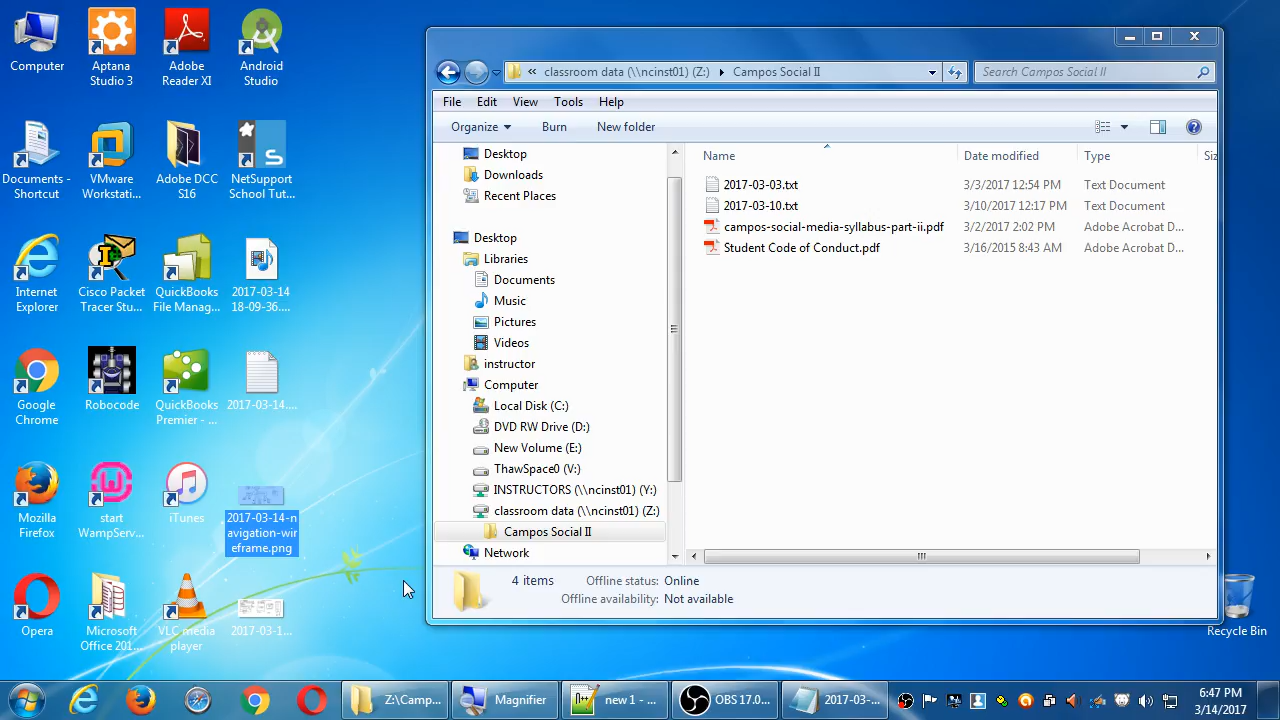 Computer
Aptana
Studio 3
Adobe
Reader XI
Android
Studio
Documents -
Shortcut
VMware
Workstati...
Adobe DCC
S16
NetSupport
School Tut...
Internet
Explorer
Cisco Packet
Tracer Stu...
QuickBooks
File Manag...
2017-03-14
18-09-36....
Google
Chrome
Robocode
QuickBooks
Premier - ...
2017-03-14....
Mozilla
Firefox
start
WampServ...
iTunes
2017-03-14-n
avigation-wir
eframe.png
Opera
Microsoft
Office 201...
VLC media
player
2017-03-1...
« classroom data (\\ncinst01) (Z:) Campos Social II
Search Campos Social II
File Edit View Tools Help
Organize Burn New folder
Desktop
Downloads
Recent Places
Desktop
Libraries
Documents
Music
Pictures
Videos
instructor
Computer
Local Disk (C:)
DVD RW Drive (D:)
New Volume (E:)
ThawSpace0 (V:)
INSTRUCTORS (\\ncinst01) (Y:)
classroom data (\\ncinst01) (Z:)
Campos Social II
Network
Name Date modified Type Siz
2017-03-03.txt 3/3/2017 12:54 PM Text Document
2017-03-10.txt 3/10/2017 12:17 PM Text Document
campos-social-media-syllabus-part-ii.pdf 3/2/2017 2:02 PM Adobe Acrobat D...
Student Code of Conduct.pdf 3/16/2015 8:43 AM Adobe Acrobat D...
4 items Offline status: Online
Offline availability: Not available
Recycle Bin
Z:\Camp... Magnifier new 1 - ... OBS 17.0.... 2017-03-...
6:47 PM
3/14/2017